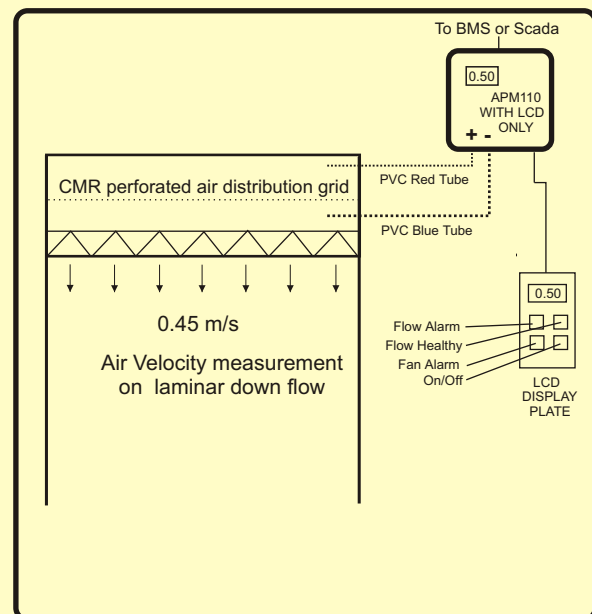 To BMS or Scada
0.50
APM110
WITH LCD
ONLY
+ -
PVC Red Tube
CMR perforated air distribution grid
PVC Blue Tube
0.45 m/s
Air Velocity measurement
on laminar down flow
0.50
Flow Alarm
Flow Healthy
Fan Alarm
On/Off
LCD
DISPLAY
PLATE